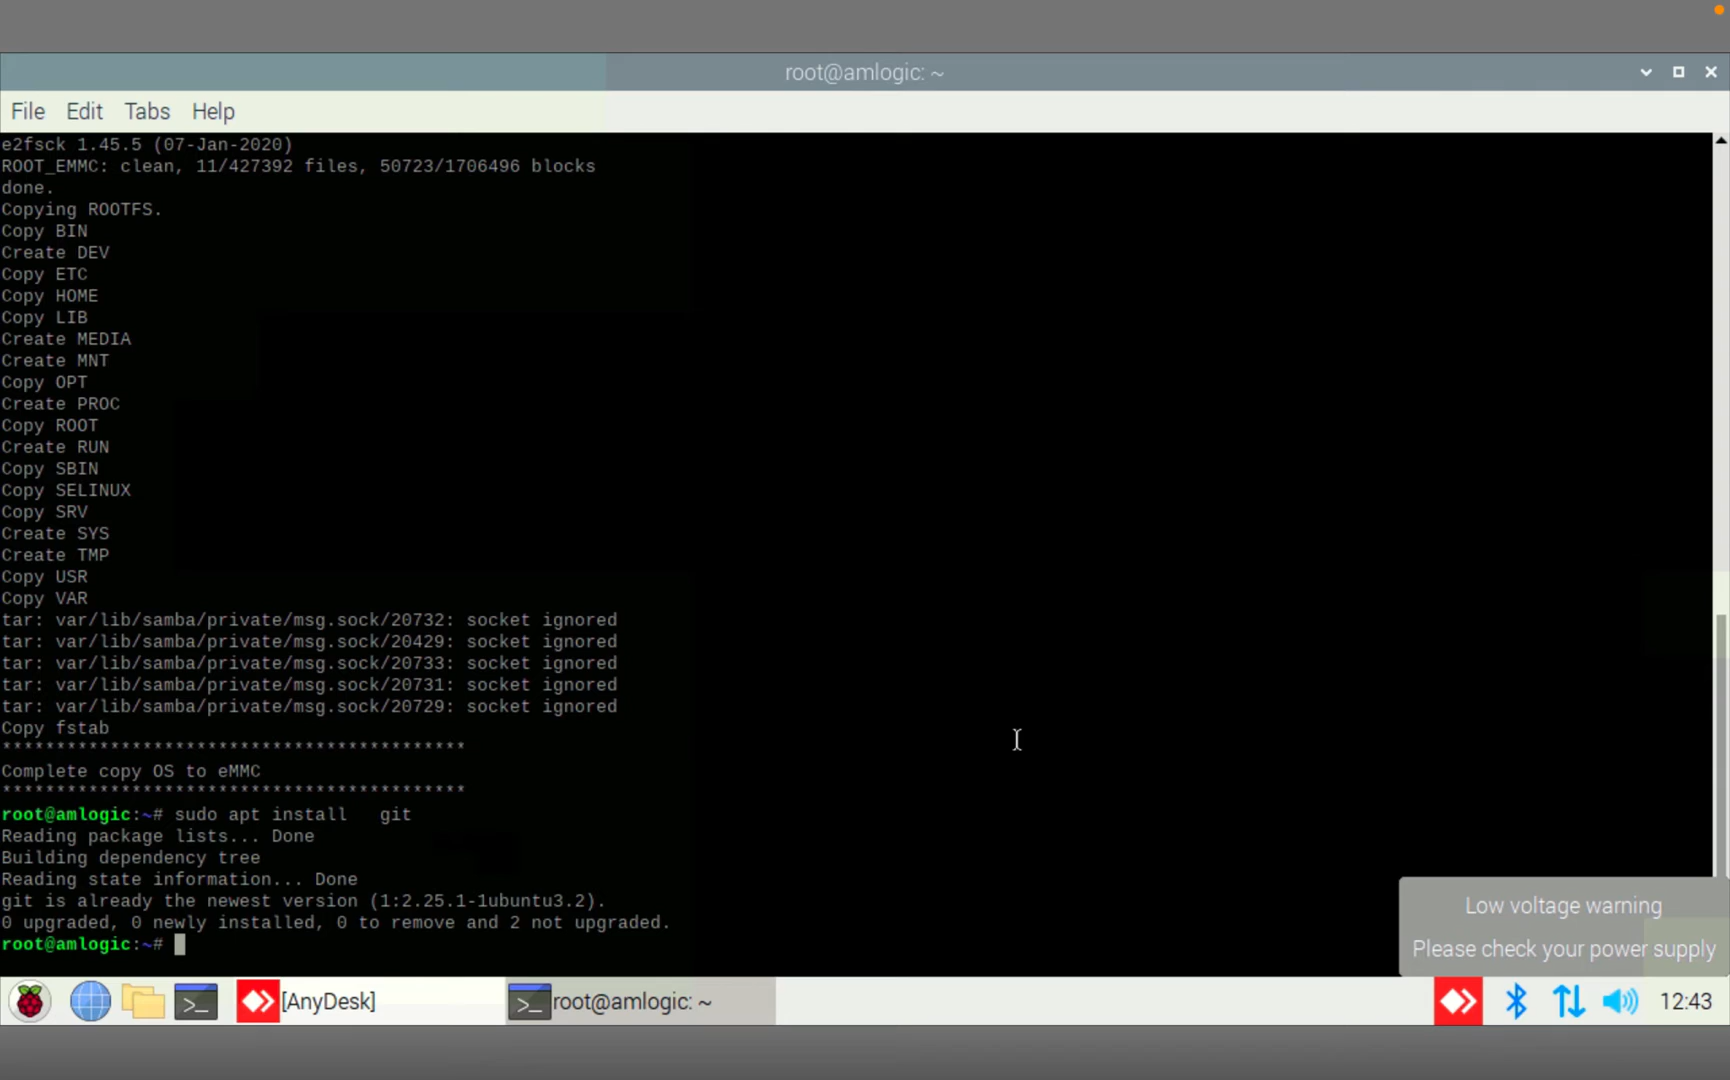 root@amlogic: ~
File Edit Tabs Help
e2fsck 1.45.5 (07-Jan-2020)
ROOT_EMMC: clean, 11/427392 files, 50723/1706496 blocks
done.
Copying ROOTFS.
Copy BIN
Create DEV
Copy ETC
Copy HOME
Copy LIB
Create MEDIA
Create MNT
Copy OPT
Create PROC
Copy ROOT
Create RUN
Copy SBIN
Copy SELINUX
Copy SRV
Create SYS
Create TMP
Copy USR
Copy VAR
tar: var/lib/samba/private/msg.sock/20732: socket ignored
tar: var/lib/samba/private/msg.sock/20429: socket ignored
tar: var/lib/samba/private/msg.sock/20733: socket ignored
tar: var/lib/samba/private/msg.sock/20731: socket ignored
tar: var/lib/samba/private/msg.sock/20729: socket ignored
Copy fstab
*******************************************
Complete copy OS to eMMC
*******************************************
root@amlogic:~# sudo apt install   git
Reading package lists... Done
Building dependency tree
Reading state information... Done
git is already the newest version (1:2.25.1-1ubuntu3.2).
0 upgraded, 0 newly installed, 0 to remove and 2 not upgraded.
root@amlogic:~#
Low voltage warning
Please check your power supply
[AnyDesk]
root@amlogic: ~
12:43